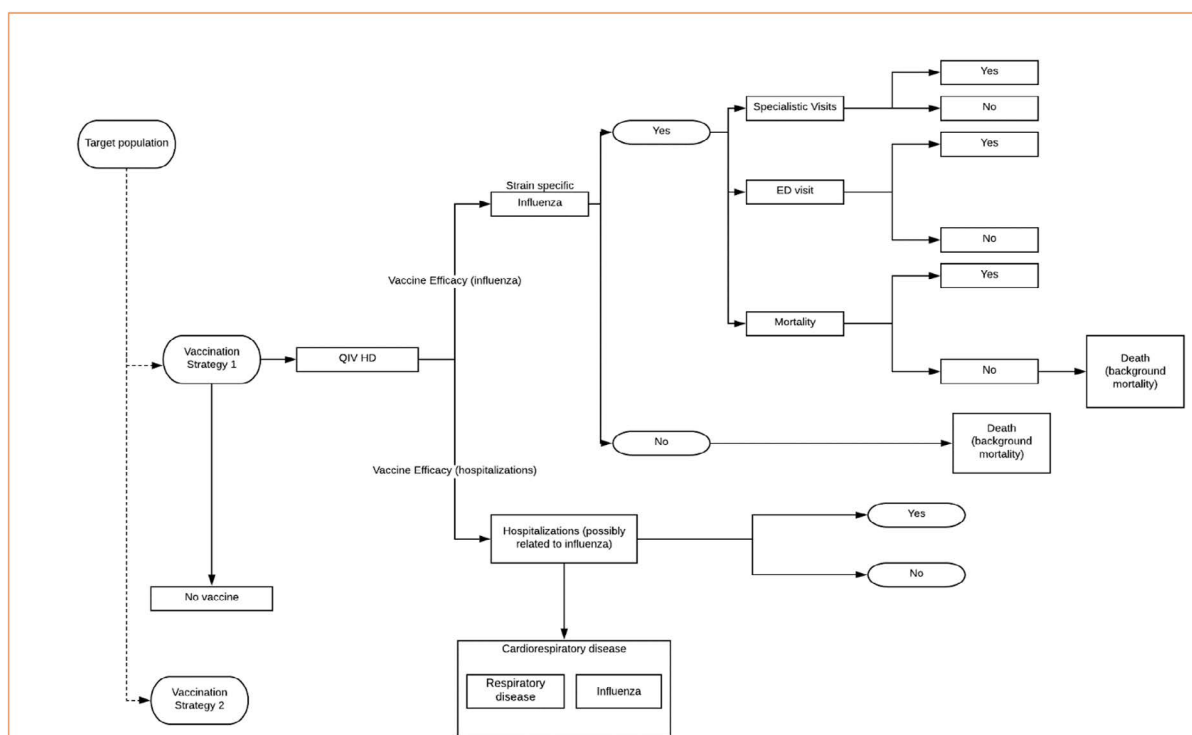 Target population
Vaccination
Strategy 1
QIV HD
No vaccine
Vaccination
Strategy 2
Vaccine Efficacy (influenza)
Vaccine Efficacy (hospitalizations)
Strain specific
Influenza
Yes
Specialistic Visits
Yes
No
ED visit
Yes
No
Mortality
Yes
No
Death
(background
mortality)
No
Death
(background
mortality)
Hospitalizations (possibly
related to influenza)
Yes
No
Cardiorespiratory disease
Respiratory
disease
Influenza